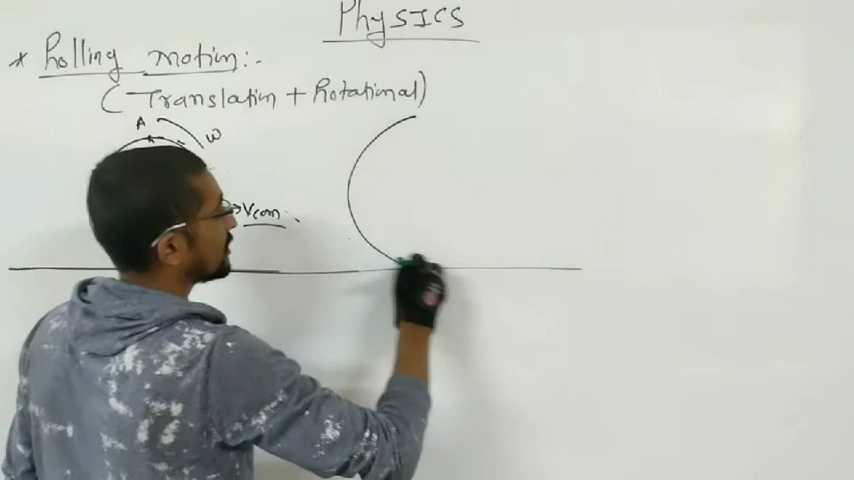 Physics
* Rolling motion:-
(Translation + Rotational)
A
ω
Vcom